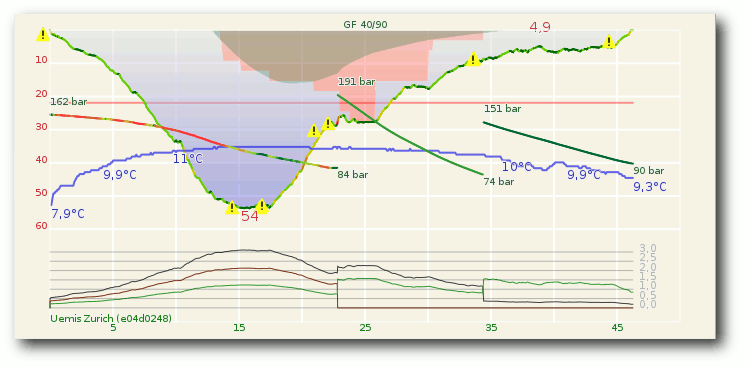 GF 40/90
4,9
10
191 bar
20
162 bar
151 bar
30
11°C
10°C
40
9,9°C
84 bar
74 bar
9,9°C
90 bar
9,3°C
50
7,9°C
54
60
3,0
2,5
2,0
1,5
1,0
0,5
0,0
Uemis Zurich (e04d0248)
5
15
25
35
45